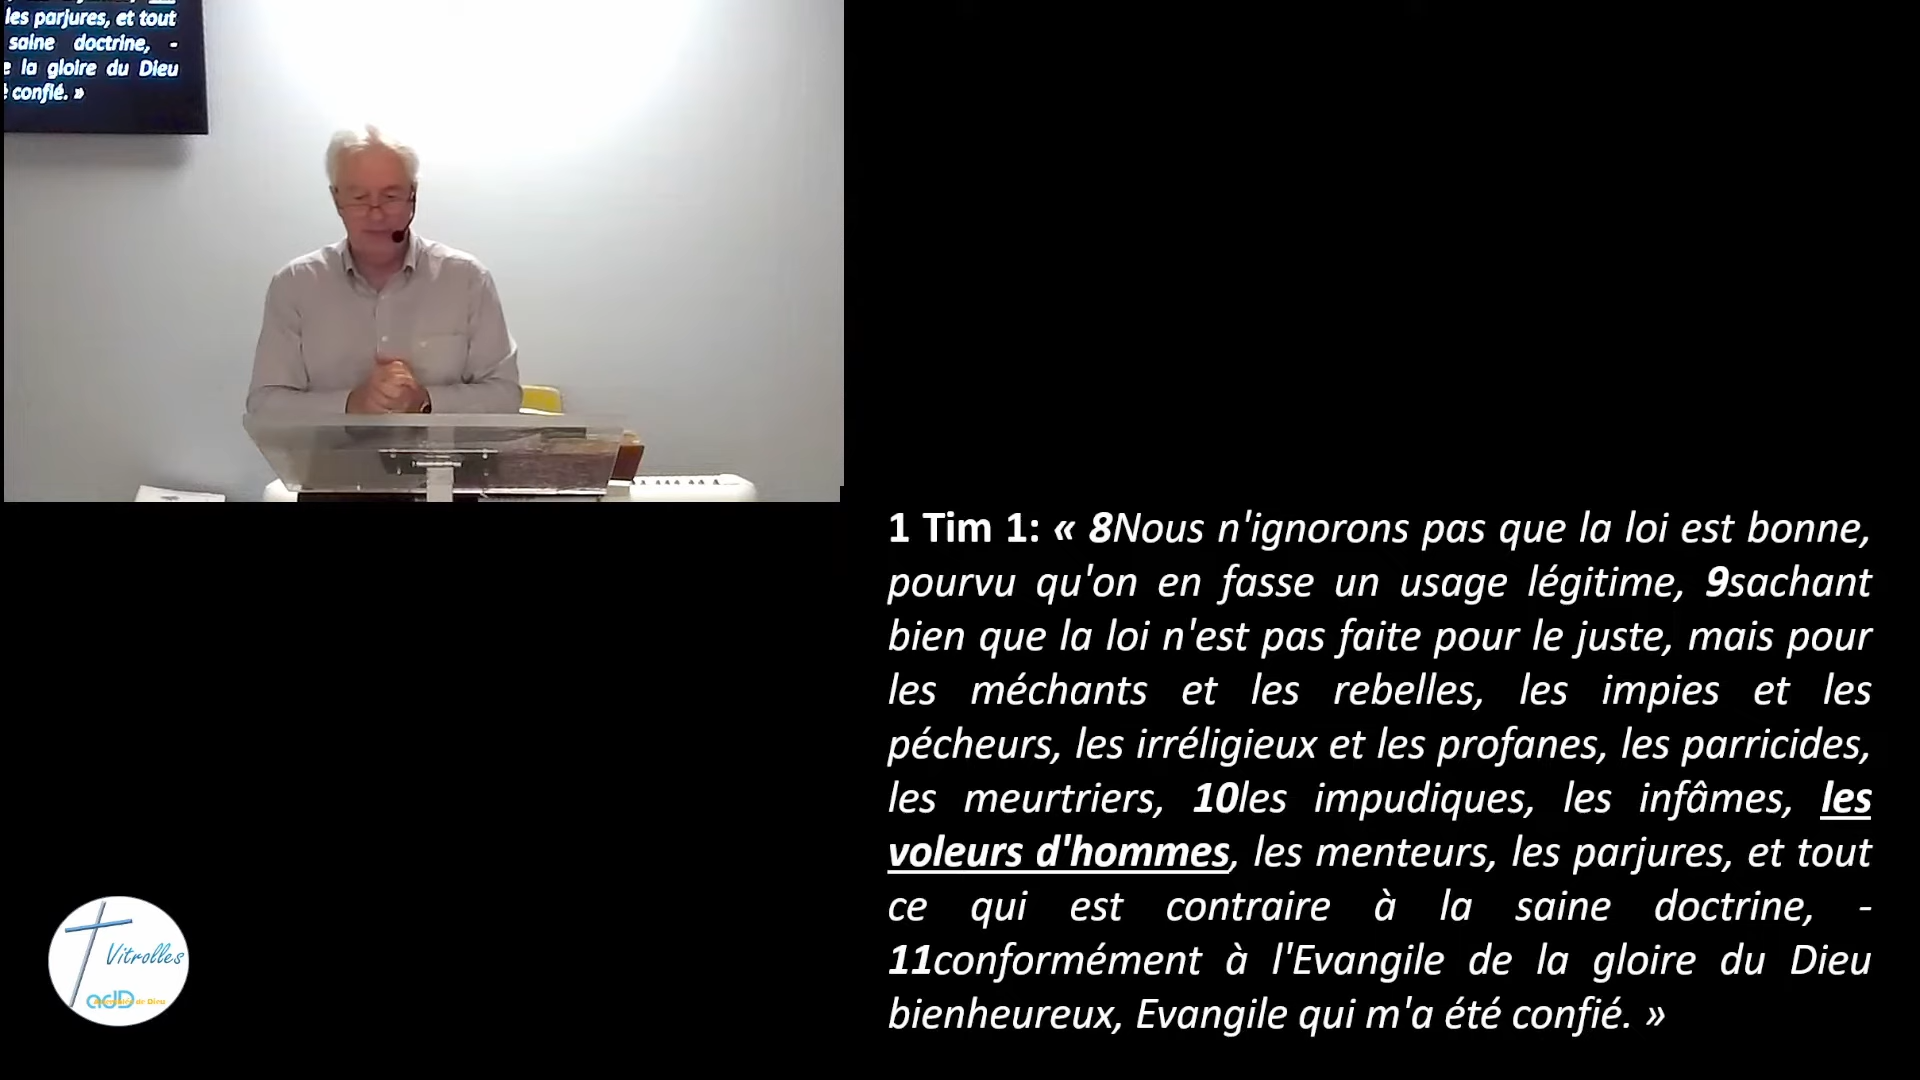 les parjures, et tout
saine doctrine, -
e la gloire du Dieu
é confié. »
1 Tim 1: « 8Nous n'ignorons pas que la loi est bonne,
pourvu qu'on en fasse un usage légitime, 9sachant
bien que la loi n'est pas faite pour le juste, mais pour
les méchants et les rebelles, les impies et les
pécheurs, les irréligieux et les profanes, les parricides,
les meurtriers, 10les impudiques, les infâmes, les
voleurs d'hommes, les menteurs, les parjures, et tout
ce qui est contraire à la saine doctrine, -
11conformément à l'Evangile de la gloire du Dieu
bienheureux, Evangile qui m'a été confié. »
Vitrolles
adD
Assemblée de Dieu